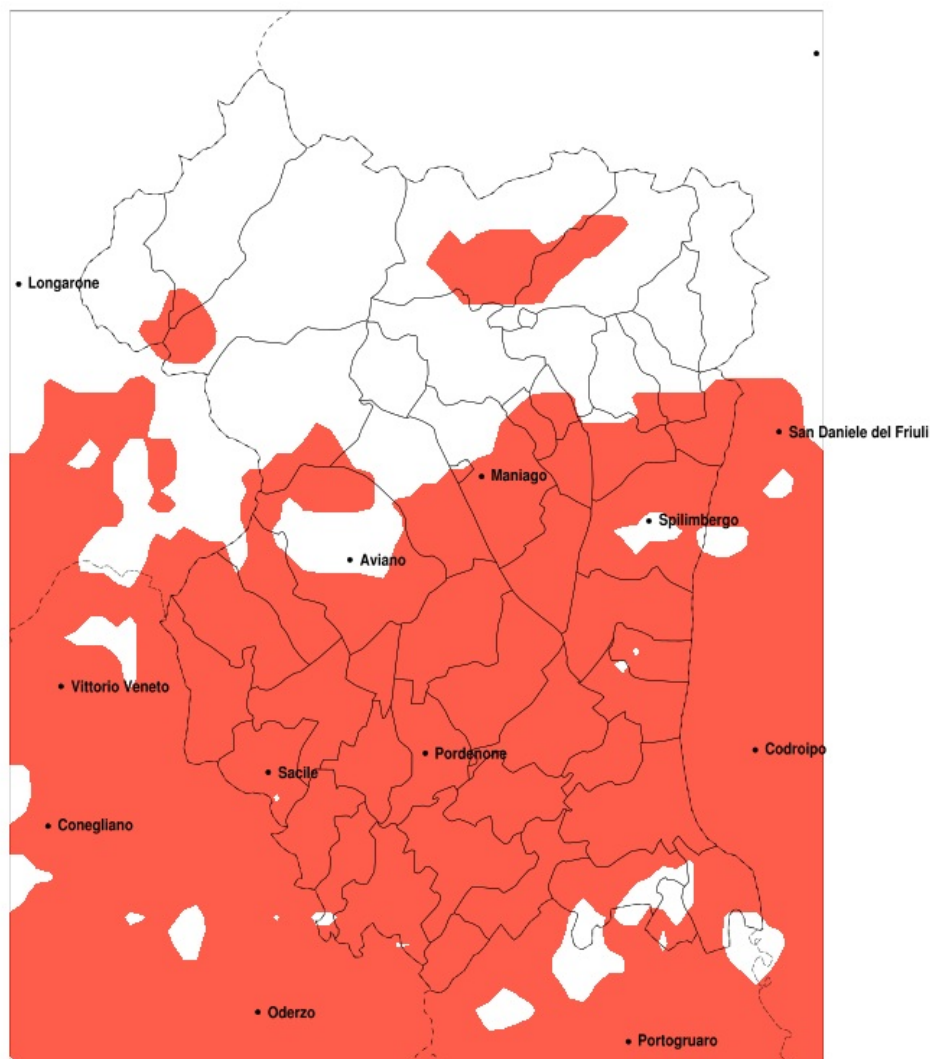 Longarone
San Daniele del Friuli
Maniago
Spilimbergo
Aviano
Vittorio Veneto
Codroipo
Pordenone
Sacile
Conegliano
Oderzo
Portogruaro